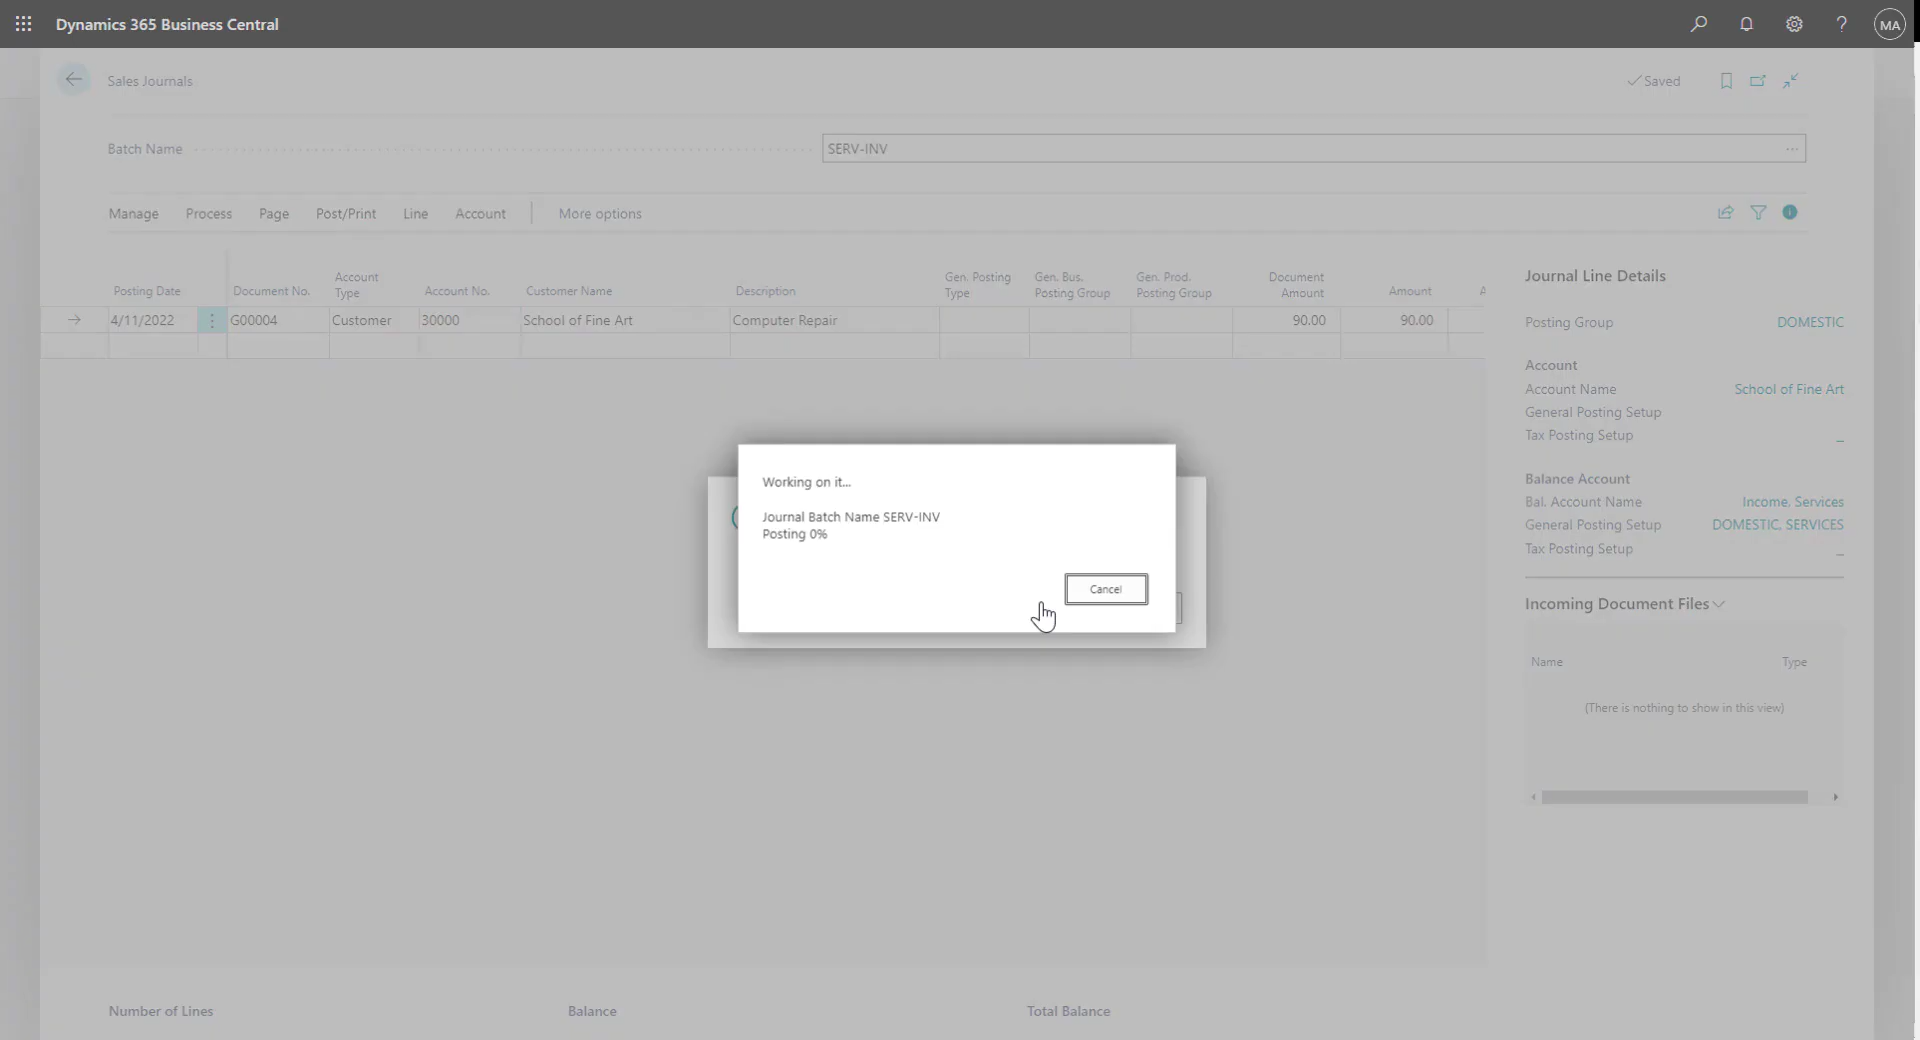 Dynamics 365 Business Central
MA
Sales Journals
Saved
Batch Name
SERV-INV
Manage Process Page Post/Print Line Account More options
Posting Date Document No. Account Type Account No. Customer Name Description Gen. Posting Type Gen. Bus. Posting Group Gen. Prod. Posting Group Document Amount Amount A
4/11/2022 G00004 Customer 30000 School of Fine Art Computer Repair 90.00 90.00
Working on it...
Journal Batch Name SERV-INV
Posting 0%
Cancel
Journal Line Details
Posting Group DOMESTIC
Account
Account Name School of Fine Art
General Posting Setup
Tax Posting Setup _
Balance Account
Bal. Account Name Income, Services
General Posting Setup DOMESTIC, SERVICES
Tax Posting Setup _
Incoming Document Files
Name Type
(There is nothing to show in this view)
Number of Lines Balance Total Balance